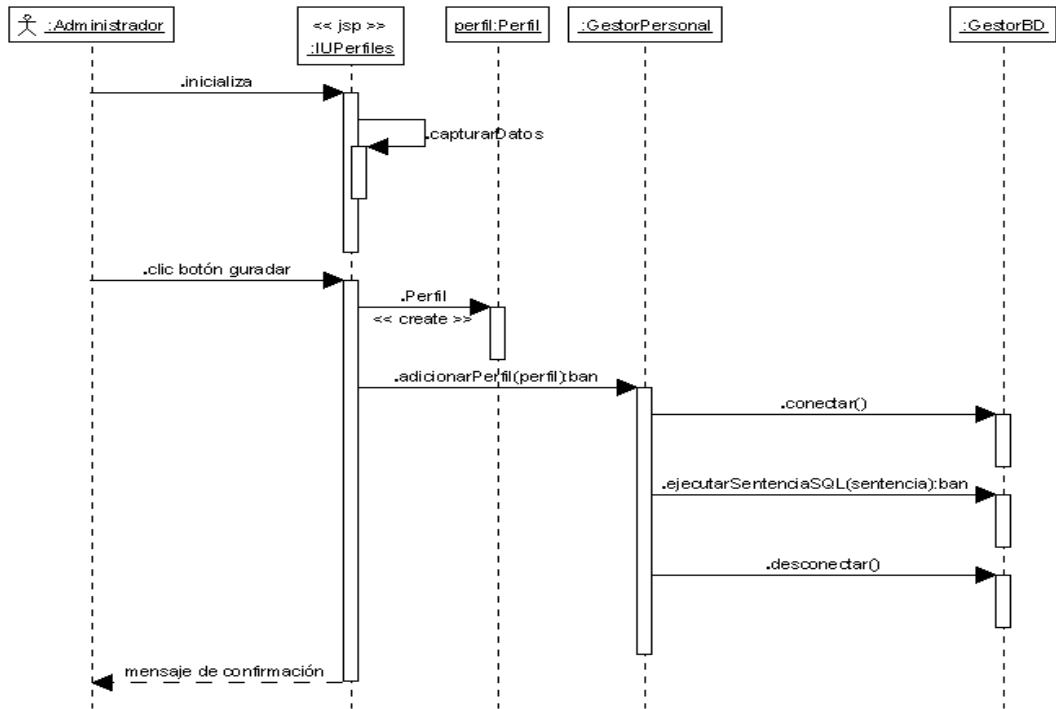 :Administrador
<< jsp >>
:IUPerfiles
perfil:Perfil
:GestorPersonal
:GestorBD
.inicializa
.capturarDatos
.clic botón guradar
.Perfil
<< create >>
.adicionarPerfil(perfil):ban
.conectar()
.ejecutarSentenciaSQL(sentencia):ban
.desconectar()
mensaje de confirmación